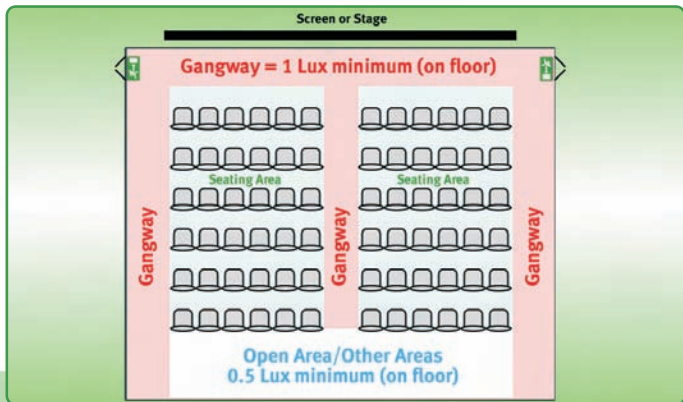 Screen or Stage
Gangway = 1 Lux minimum (on floor)
Seating Area
Seating Area
Gangway
Gangway
Gangway
Open Area/Other Areas
0.5 Lux minimum (on floor)